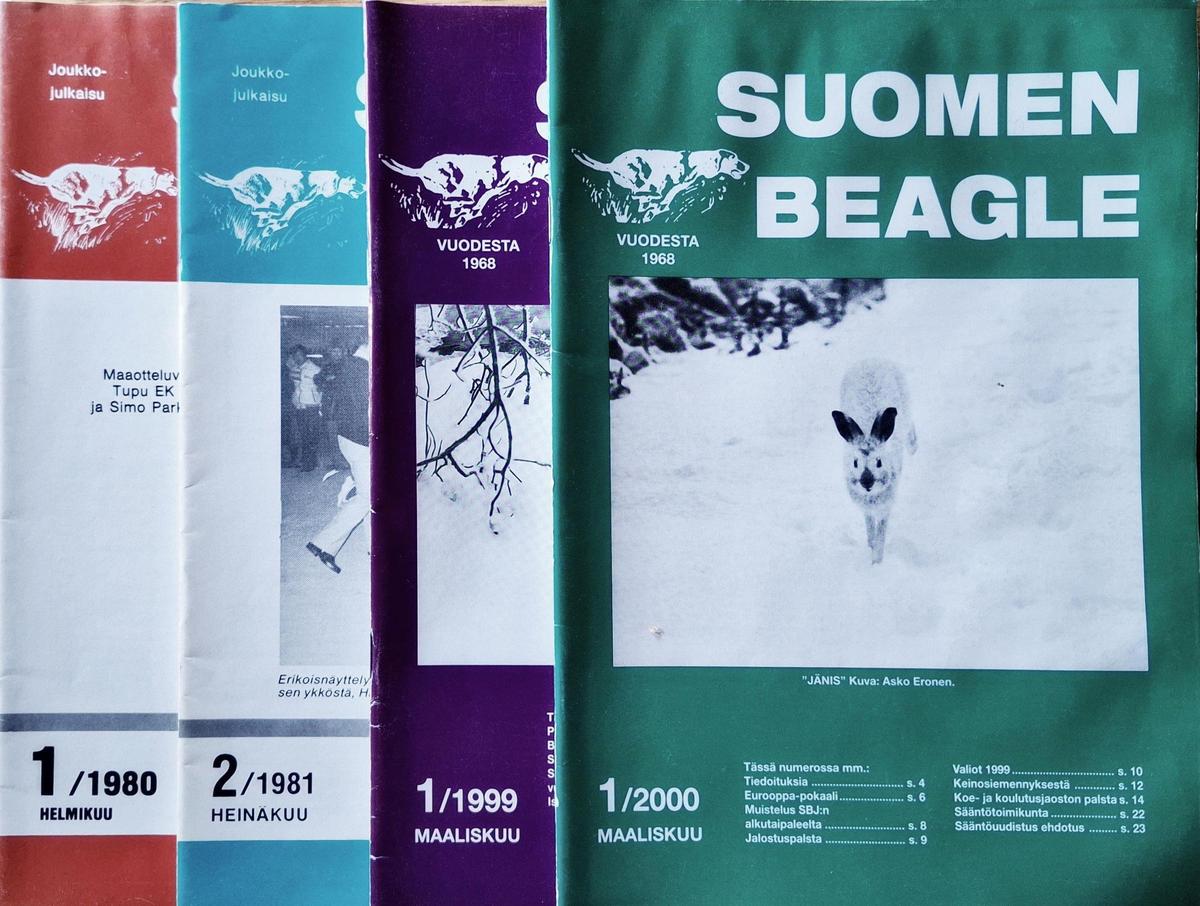 Joukko-
julkaisu
Maaotteluv
Tupu EK
ja Simo Park
1/1980
HELMIKUU
Joukko-
julkaisu
Erikoisnäyttely
sen ykköstä, H
2/1981
HEINÄKUU
VUODESTA
1968
1/1999
MAALISKUU
SUOMEN
BEAGLE
VUODESTA
1968
"JÄNIS" Kuva: Asko Eronen.
1/2000
MAALISKUU
Tässä numerossa mm.:
Tiedoituksia ........................ s. 4
Eurooppa-pokaali ................ s. 6
Muistelus SBJ:n
alkutaipaleelta ..................... s. 8
Jalostuspalsta ..................... s. 9
Valiot 1999 ............................ s. 10
Keinosiemennyksestä ............. s. 12
Koe- ja koulutusjaoston palsta s. 14
Sääntötoimikunta .................. s. 22
Sääntöuudistus ehdotus ........ s. 23